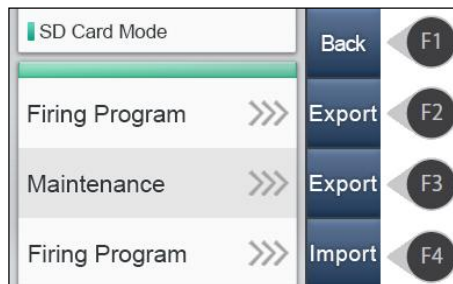 SD Card Mode
Back F1
Firing Program >>> Export F2
Maintenance >>> Export F3
Firing Program >>> Import F4